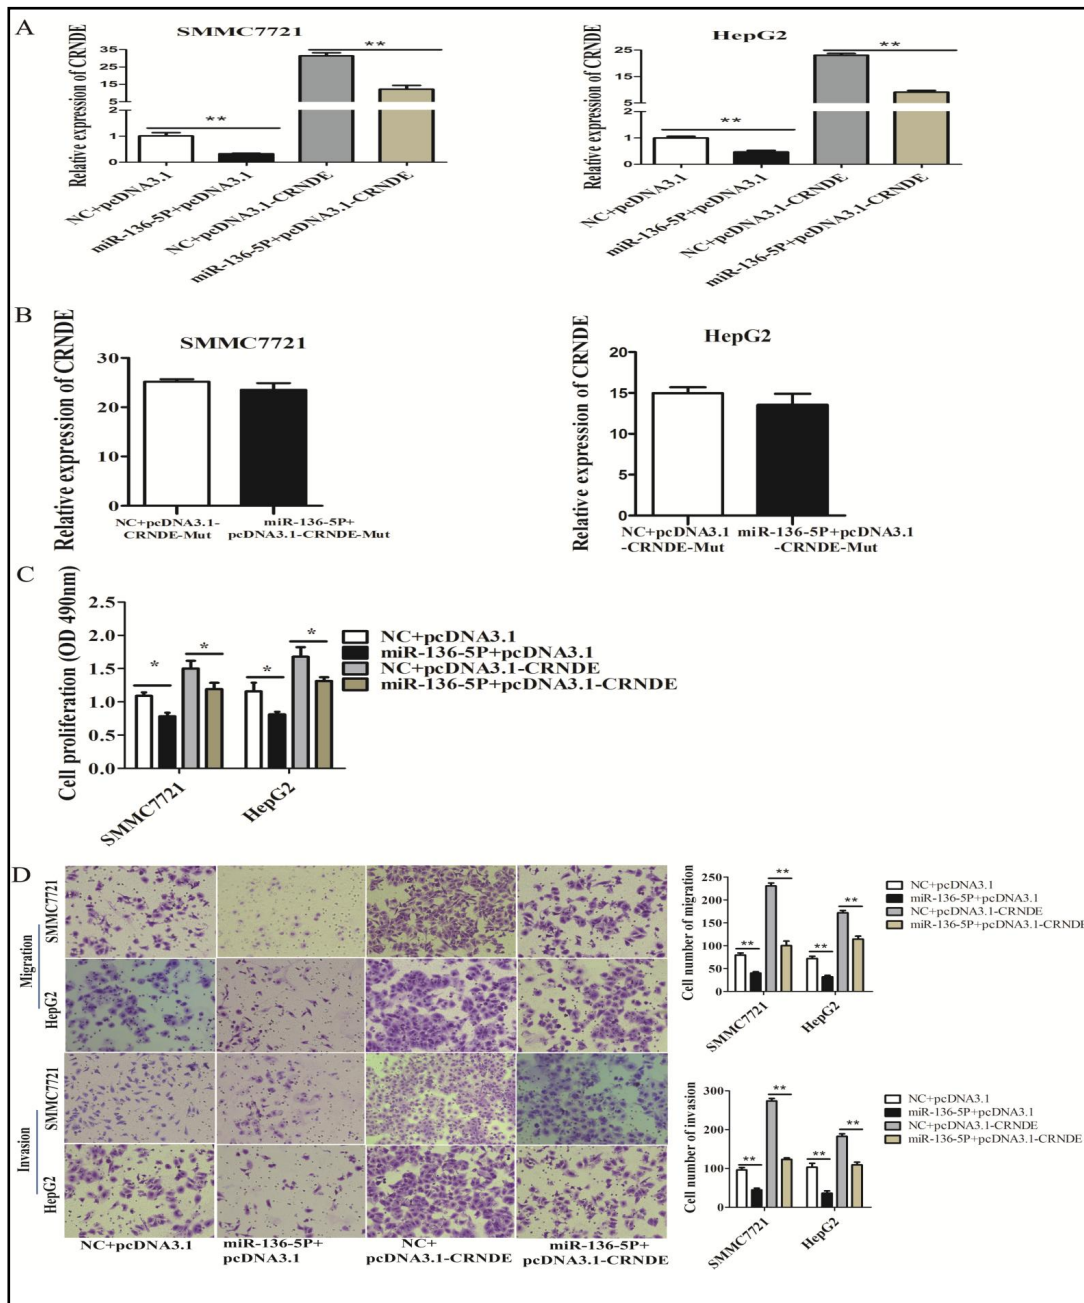 A
SMMC7721
Relative expression of CRNDE
35
25
15
5
2
1
0
**
**
NC+pcDNA3.1
miR-136-5P+pcDNA3.1
NC+pcDNA3.1-CRNDE
miR-136-5P+pcDNA3.1-CRNDE
HepG2
Relative expression of CRNDE
25
15
5
2
1
0
**
**
NC+pcDNA3.1
miR-136-5P+pcDNA3.1
NC+pcDNA3.1-CRNDE
miR-136-5P+pcDNA3.1-CRNDE
B
SMMC7721
Relative expression of CRNDE
30
20
10
0
NC+pcDNA3.1-
CRNDE-Mut
miR-136-5P+
pcDNA3.1-CRNDE-Mut
HepG2
Relative expression of CRNDE
20
15
10
5
0
NC+pcDNA3.1
-CRNDE-Mut
miR-136-5P+pcDNA3.1
-CRNDE-Mut
C
Cell proliferation (OD 490nm)
2.5
2.0
1.5
1.0
0.5
0.0
*
*
*
*
SMMC7721
HepG2
NC+pcDNA3.1
miR-136-5P+pcDNA3.1
NC+pcDNA3.1-CRNDE
miR-136-5P+pcDNA3.1-CRNDE
D
Migration
SMMC7721
HepG2
Invasion
SMMC7721
HepG2
NC+pcDNA3.1
miR-136-5P+
pcDNA3.1
NC+
pcDNA3.1-CRNDE
miR-136-5P+
pcDNA3.1-CRNDE
Cell number of migration
250
200
150
100
50
0
**
**
**
**
SMMC7721
HepG2
NC+pcDNA3.1
miR-136-5P+pcDNA3.1
NC+pcDNA3.1-CRNDE
miR-136-5P+pcDNA3.1-CRNDE
Cell number of invasion
300
200
100
0
**
**
**
**
SMMC7721
HepG2
NC+pcDNA3.1
miR-136-5P+pcDNA3.1
NC+pcDNA3.1-CRNDE
miR-136-5P+pcDNA3.1-CRNDE